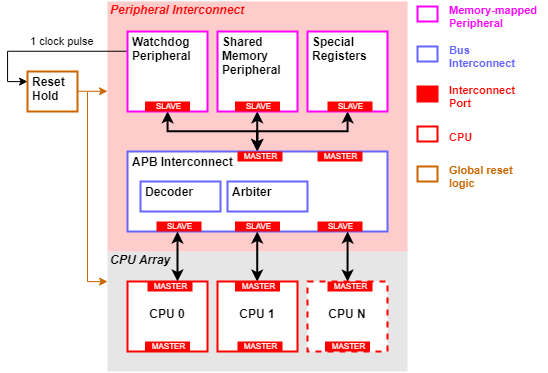 Peripheral Interconnect
1 clock pulse
Watchdog
Peripheral
SLAVE
Shared
Memory
Peripheral
SLAVE
Special
Registers
SLAVE
Reset
Hold
MASTER
MASTER
APB Interconnect
Decoder
Arbiter
SLAVE
SLAVE
SLAVE
CPU Array
MASTER
CPU 0
MASTER
MASTER
CPU 1
MASTER
MASTER
CPU N
MASTER
Memory-mapped
Peripheral
Bus
Interconnect
Interconnect
Port
CPU
Global reset
logic